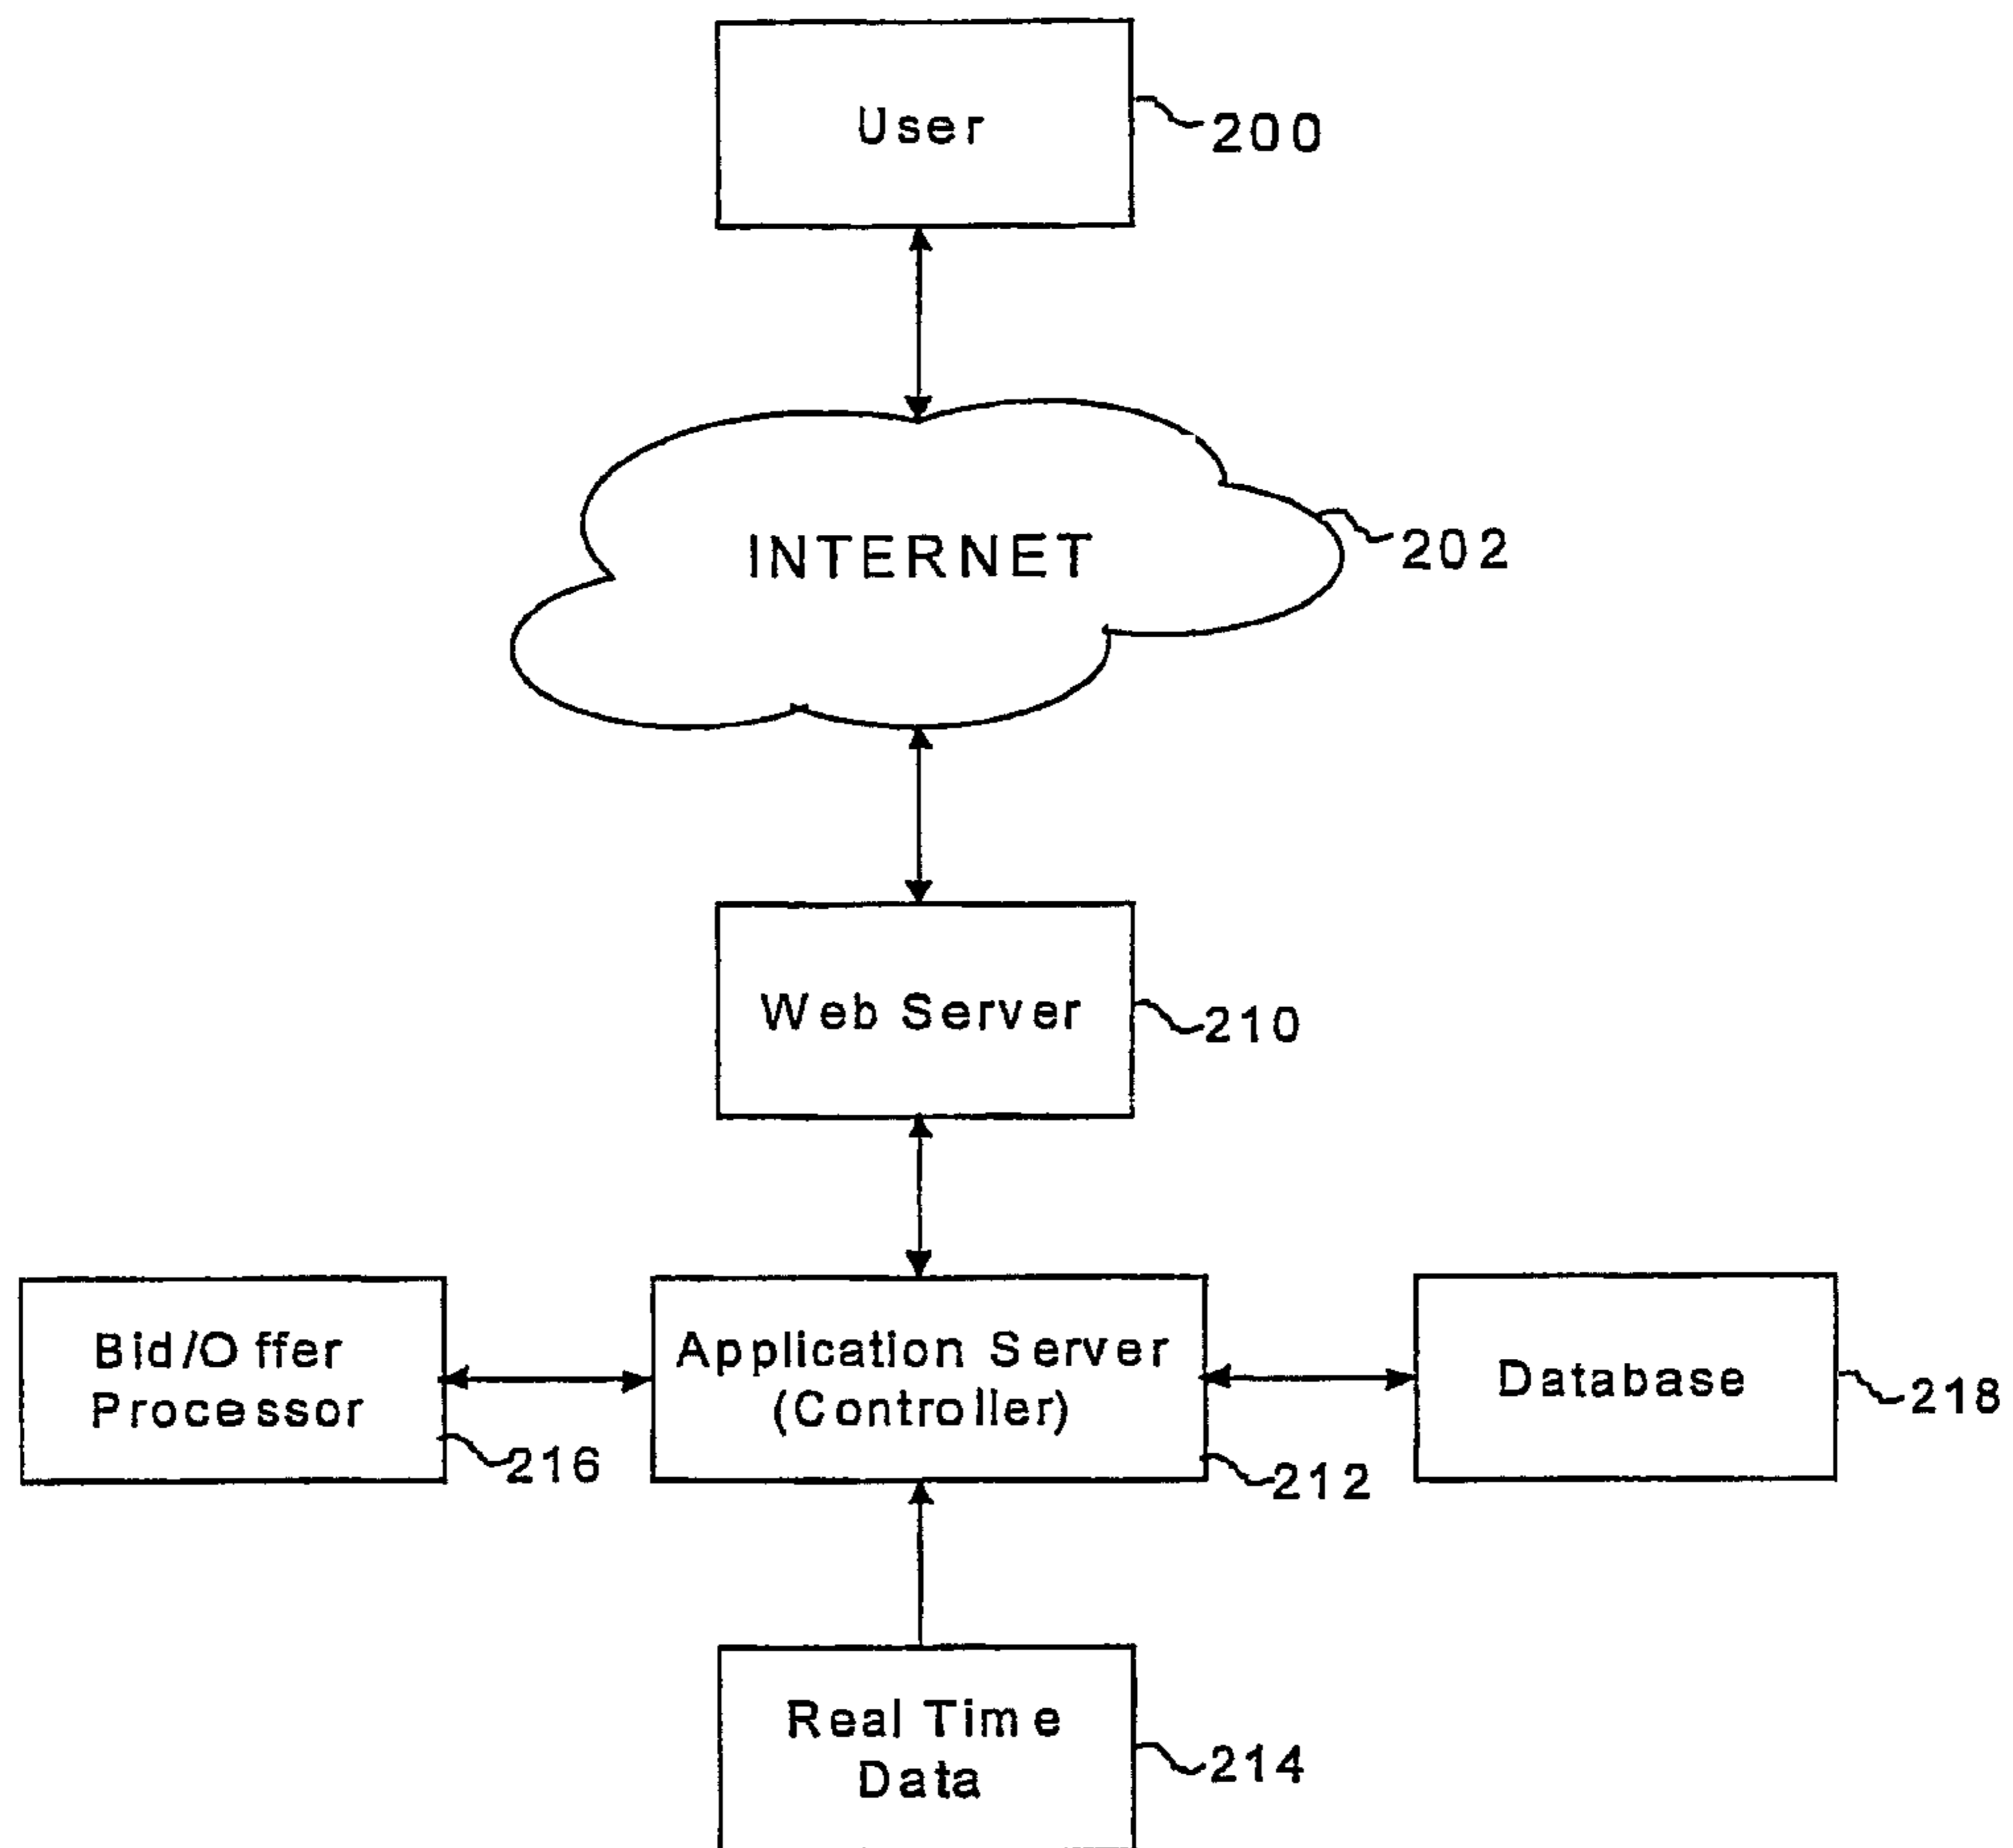 User
200
INTERNET
202
Web Server
210
Bid/Offer
Processor
216
Application Server
(Controller)
212
Database
218
Real Time
Data
214